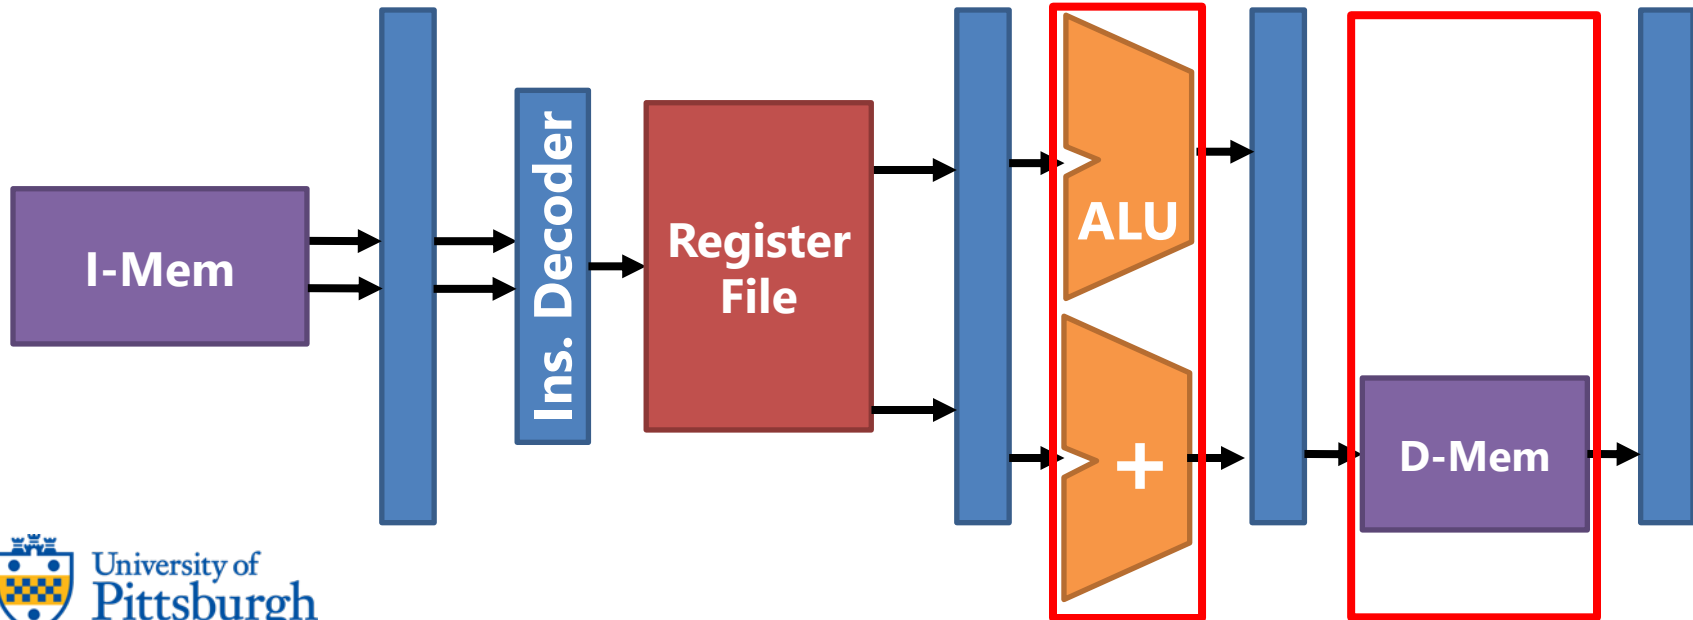 I-Mem
Ins. Decoder
Register
File
ALU
+
D-Mem
University of
Pittsburgh